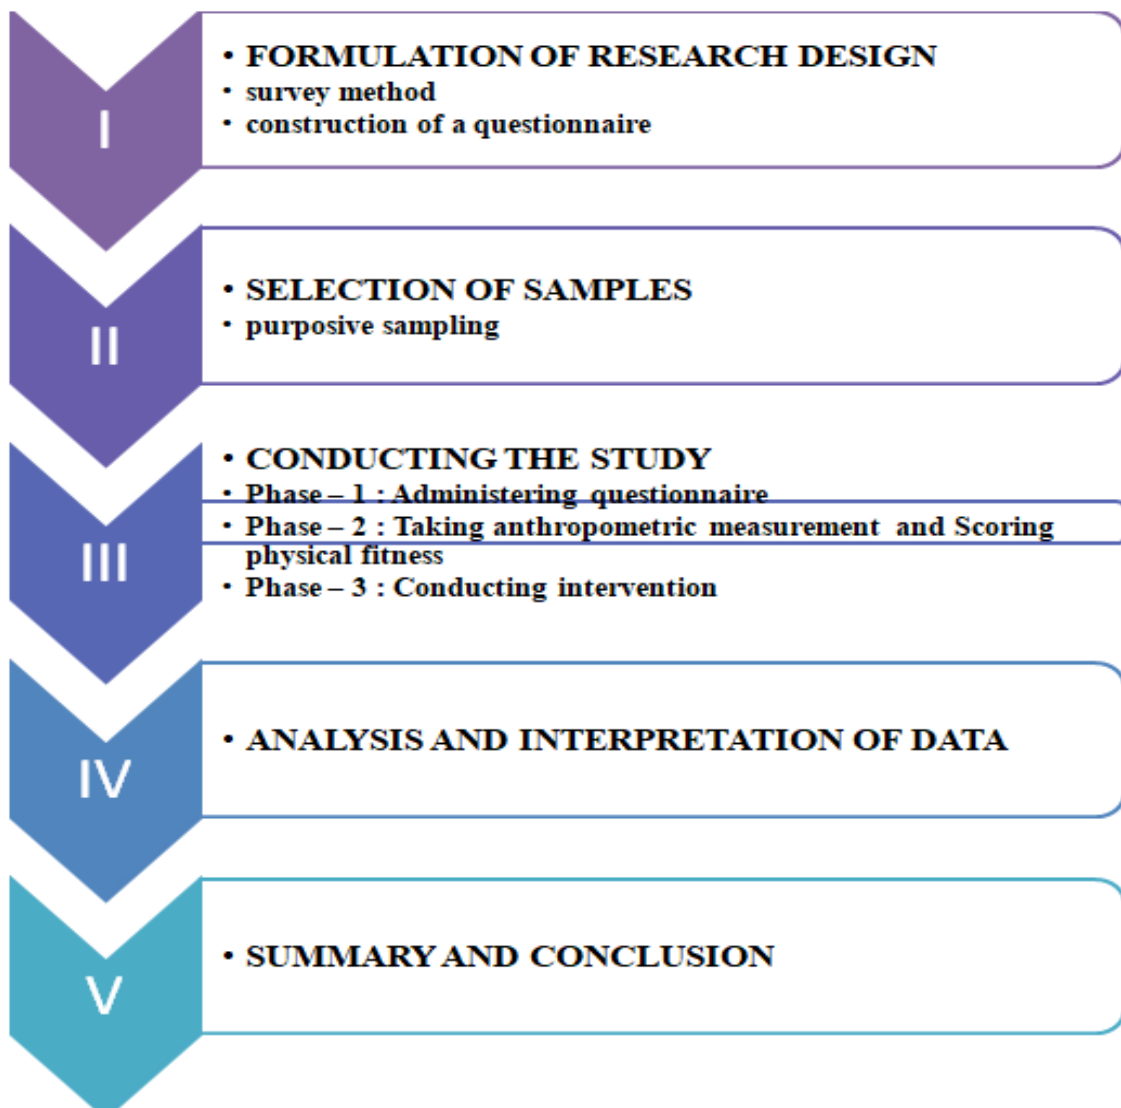 I
• FORMULATION OF RESEARCH DESIGN
• survey method
• construction of a questionnaire
II
• SELECTION OF SAMPLES
• purposive sampling
III
• CONDUCTING THE STUDY
• Phase – 1 : Administering questionnaire
• Phase – 2 : Taking anthropometric measurement and Scoring
physical fitness
• Phase – 3 : Conducting intervention
IV
• ANALYSIS AND INTERPRETATION OF DATA
V
• SUMMARY AND CONCLUSION